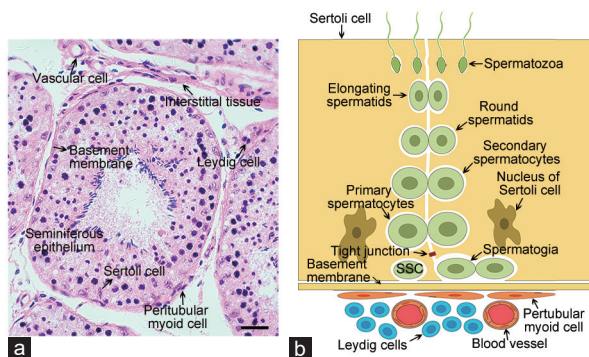 Vascular cell
Interstitial tissue
Basement
membrane
Leydig cell
Seminiferous
epithelium
Sertoli cell
Peritubular
myoid cell
a
Sertoli cell
Spermatozoa
Elongating
spermatids
Round
spermatids
Secondary
spermatocytes
Primary
spermatocytes
Nucleus of
Sertoli cell
Tight junction
Spermatogia
SSC
Basement
membrane
Peritubular
myoid cell
Leydig cells
Blood vessel
b